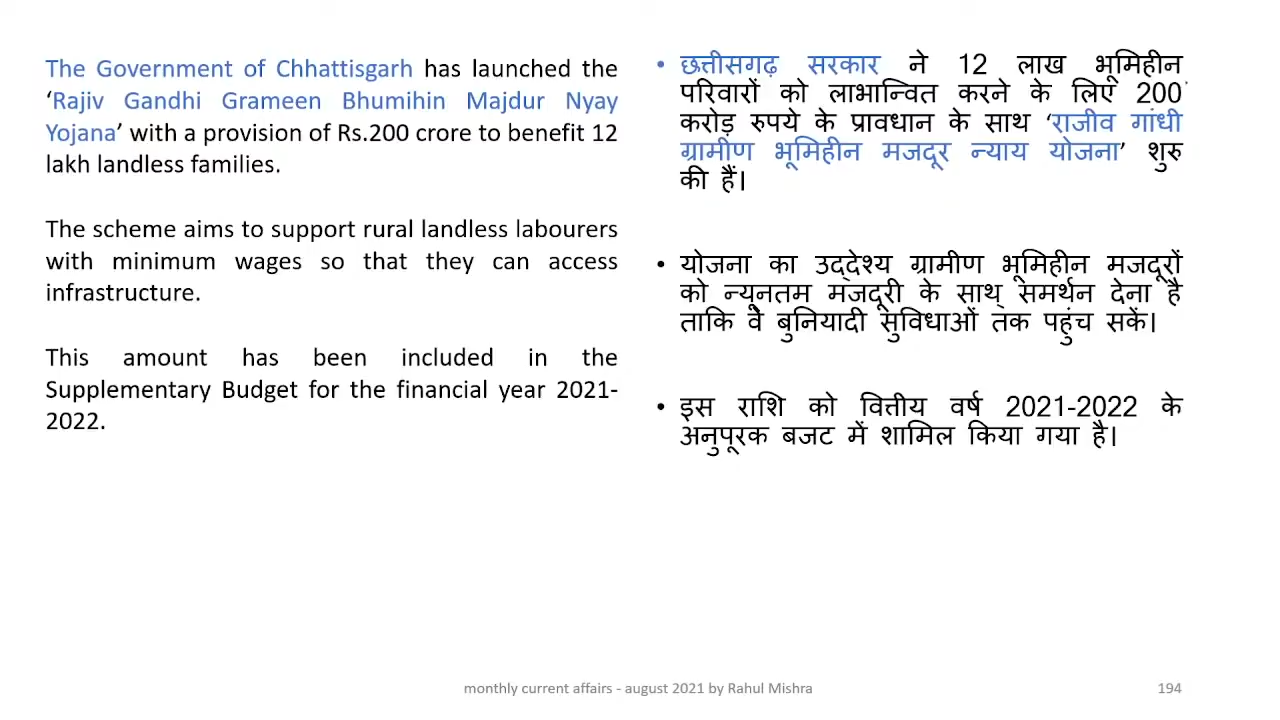 The Government of Chhattisgarh has launched the
‘Rajiv Gandhi Grameen Bhumihin Majdur Nyay
Yojana’ with a provision of Rs.200 crore to benefit 12
lakh landless families.
The scheme aims to support rural landless labourers
with minimum wages so that they can access
infrastructure.
This amount has been included in the
Supplementary Budget for the financial year 2021-
2022.
• छत्तीसगढ़ सरकार ने 12 लाख भूमिहीन
परिवारों को लाभान्वित करने के लिए 200
करोड़ रुपये के प्रावधान के साथ ‘राजीव गांधी
ग्रामीण भूमिहीन मजदूर न्याय योजना’ शुरु
की हैं।
• योजना का उद्देश्य ग्रामीण भूमिहीन मजदूरों
को न्यूनतम मजदूरी के साथ् समर्थन देना है
ताकि वे बुनियादी सुविधाओं तक पहुंच सकें।
• इस राशि को वित्तीय वर्ष 2021-2022 के
अनुपूरक बजट में शामिल किया गया है।
monthly current affairs - august 2021 by Rahul Mishra
194